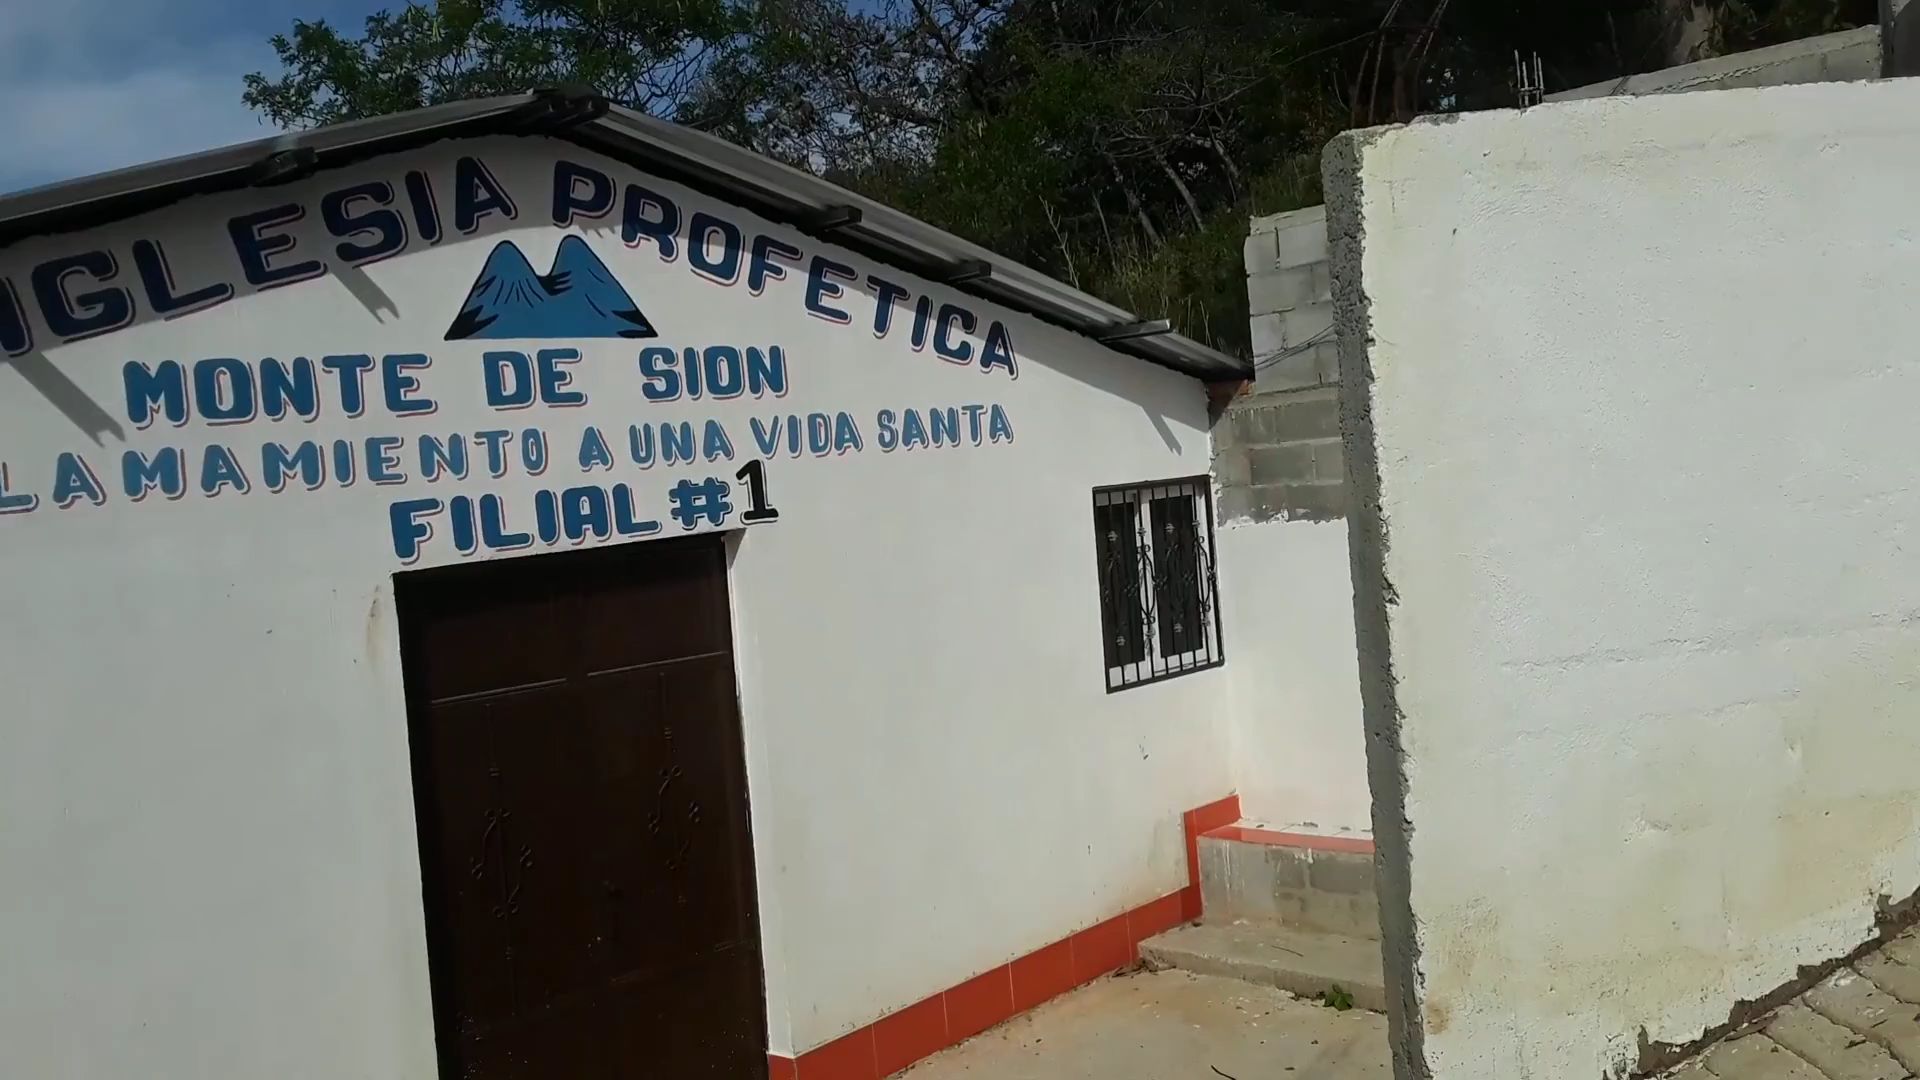 IGLESIA PROFETICA
MONTE DE SION
LAMAMIENTO A UNA VIDA SANTA
FILIAL #1